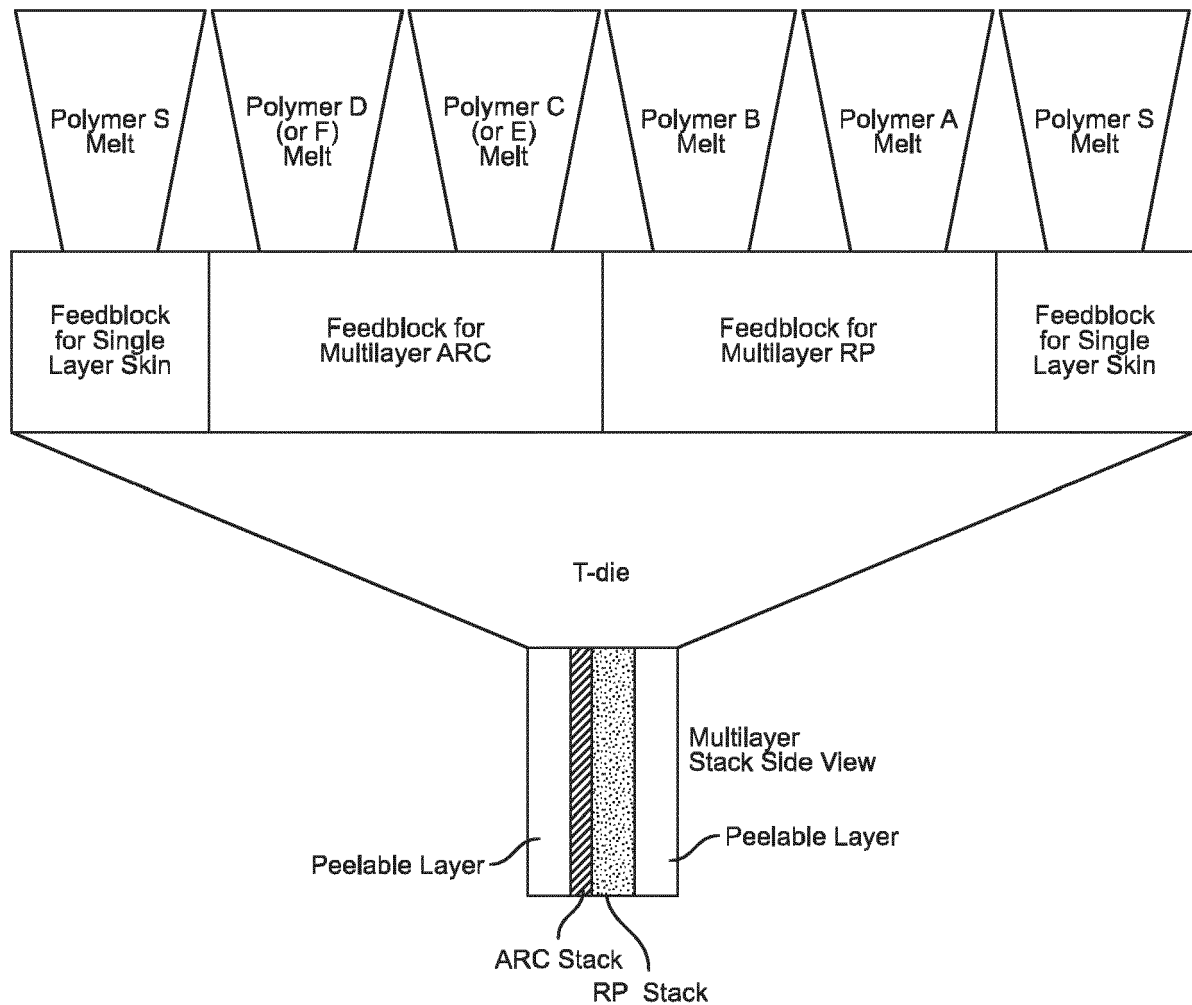 Polymer S
Melt
Polymer D
(or F)
Melt
Polymer C
(or E)
Melt
Polymer B
Melt
Polymer A
Melt
Polymer S
Melt
Feedblock
for Single
Layer Skin
Feedblock for
Multilayer ARC
Feedblock for
Multilayer RP
Feedblock
for Single
Layer Skin
T-die
Multilayer
Stack Side View
Peelable Layer
Peelable Layer
ARC Stack
RP Stack